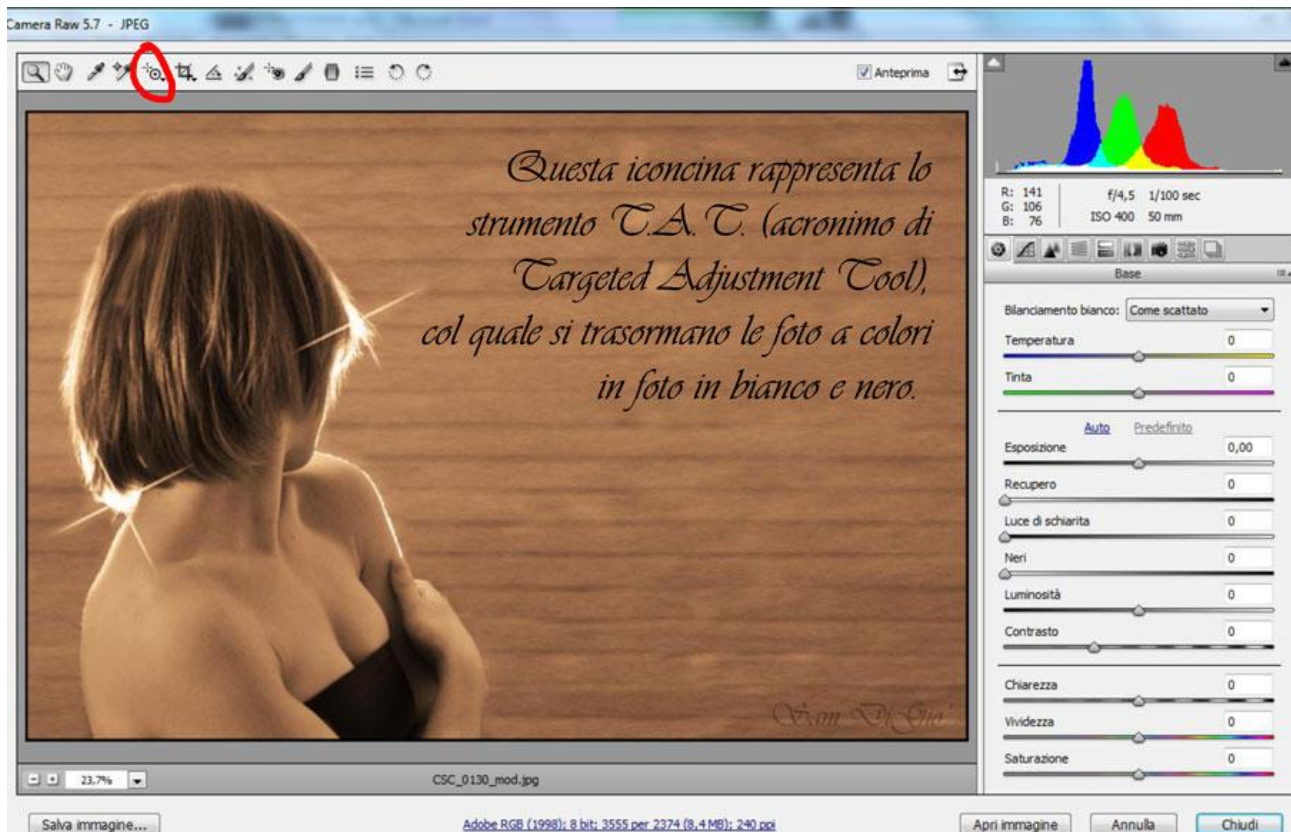 Camera Raw 5.7 - JPEG
Anteprima
Questa iconcina rappresenta lo
strumento T.A.T. (acronimo di
Targeted Adjustment Tool),
col quale si trasormano le foto a colori
in foto in bianco e nero.
Sam Di Gio'
23,7%
CSC_0130_mod.jpg
Salva immagine...
Adobe RGB (1998); 8 bit; 3555 per 2374 (8,4 MB); 240 ppi
Apri immagine
Annulla
Chiudi
R: 141
G: 106
B: 76
f/4,5 1/100 sec
ISO 400 50 mm
Base
Bilanciamento bianco: Come scattato
Temperatura 0
Tinta 0
Auto Predefinito
Esposizione 0,00
Recupero 0
Luce di schiarita 0
Neri 0
Luminosità 0
Contrasto 0
Chiarezza 0
Vividezza 0
Saturazione 0